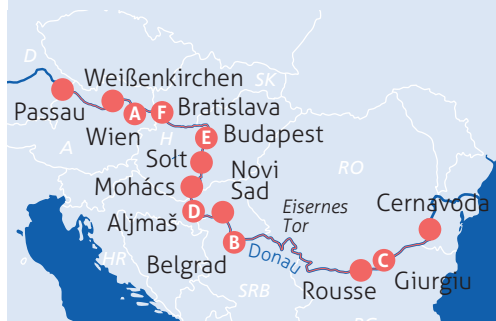 D
Weißenkirchen
SK
Passau
A
F
Bratislava
Wien
H
E
Budapest
A
Solt
Novi
Sad
RO
Mohács
D
Eisernes
Tor
Cernavoda
Aljmaš
B
Donau
C
Giurgiu
HR
Belgrad
Rousse
SRB
BG